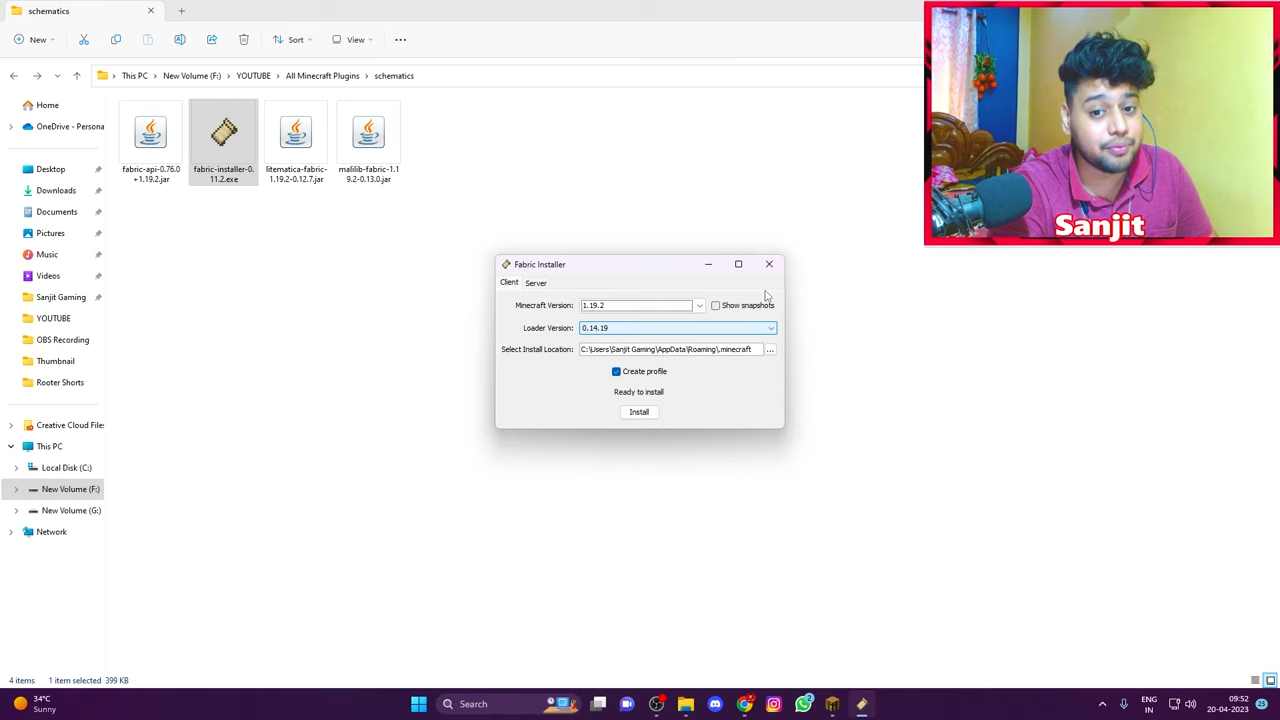 schematics
New
Sort
View
This PC
New Volume (F:)
YOUTUBE
All Minecraft Plugins
schematics
Home
OneDrive - Persona
Desktop
Downloads
Documents
Pictures
Music
Videos
Sanjit Gaming
YOUTUBE
OBS Recording
Thumbnail
Rooter Shorts
Creative Cloud Files
This PC
Local Disk (C:)
New Volume (F:)
New Volume (G:)
Network
fabric-api-0.76.0
+1.19.2.jar
fabric-installer-0.
11.2.exe
litematica-fabric-
1.19.2-0.12.7.jar
malilib-fabric-1.1
9.2-0.13.0.jar
Sanjit
Fabric Installer
Client
Server
Minecraft Version:
1.19.2
Show snapshots
Loader Version:
0.14.19
Select Install Location:
C:\Users\Sanjit Gaming\AppData\Roaming\.minecraft
...
Create profile
Ready to install
Install
4 items
1 item selected 399 KB
34°C
Sunny
Search
2
ENG
IN
09:52
20-04-2023
23